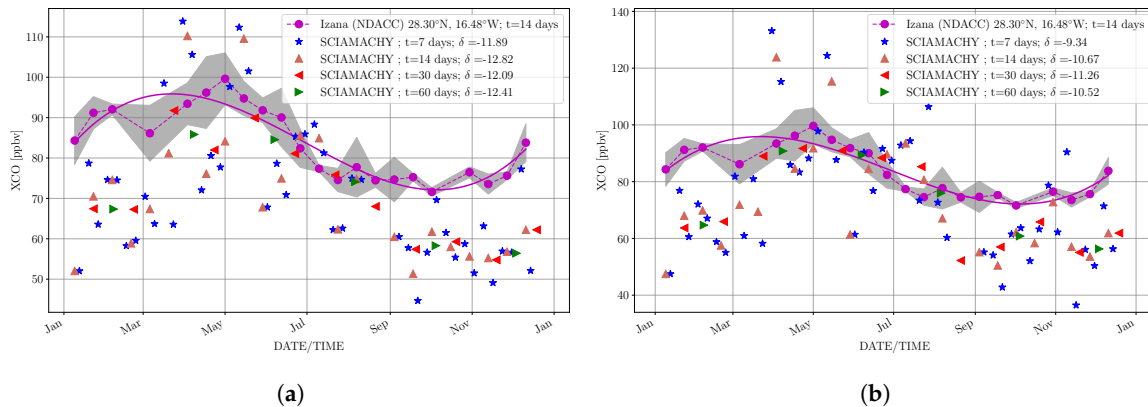 Izana (NDACC) 28.30°N, 16.48°W; t=14 days
SCIAMACHY ; t=7 days; δ =-11.89
SCIAMACHY ; t=14 days; δ =-12.82
SCIAMACHY ; t=30 days; δ =-12.09
SCIAMACHY ; t=60 days; δ =-12.41
XCO [ppbv]
110
100
90
80
70
60
50
Jan
Mar
May
Jul
Sep
Nov
Jan
DATE/TIME
(a)
Izana (NDACC) 28.30°N, 16.48°W; t=14 days
SCIAMACHY ; t=7 days; δ =-9.34
SCIAMACHY ; t=14 days; δ =-10.67
SCIAMACHY ; t=30 days; δ =-11.26
SCIAMACHY ; t=60 days; δ =-10.52
XCO [ppbv]
140
120
100
80
60
40
Jan
Mar
May
Jul
Sep
Nov
Jan
DATE/TIME
(b)